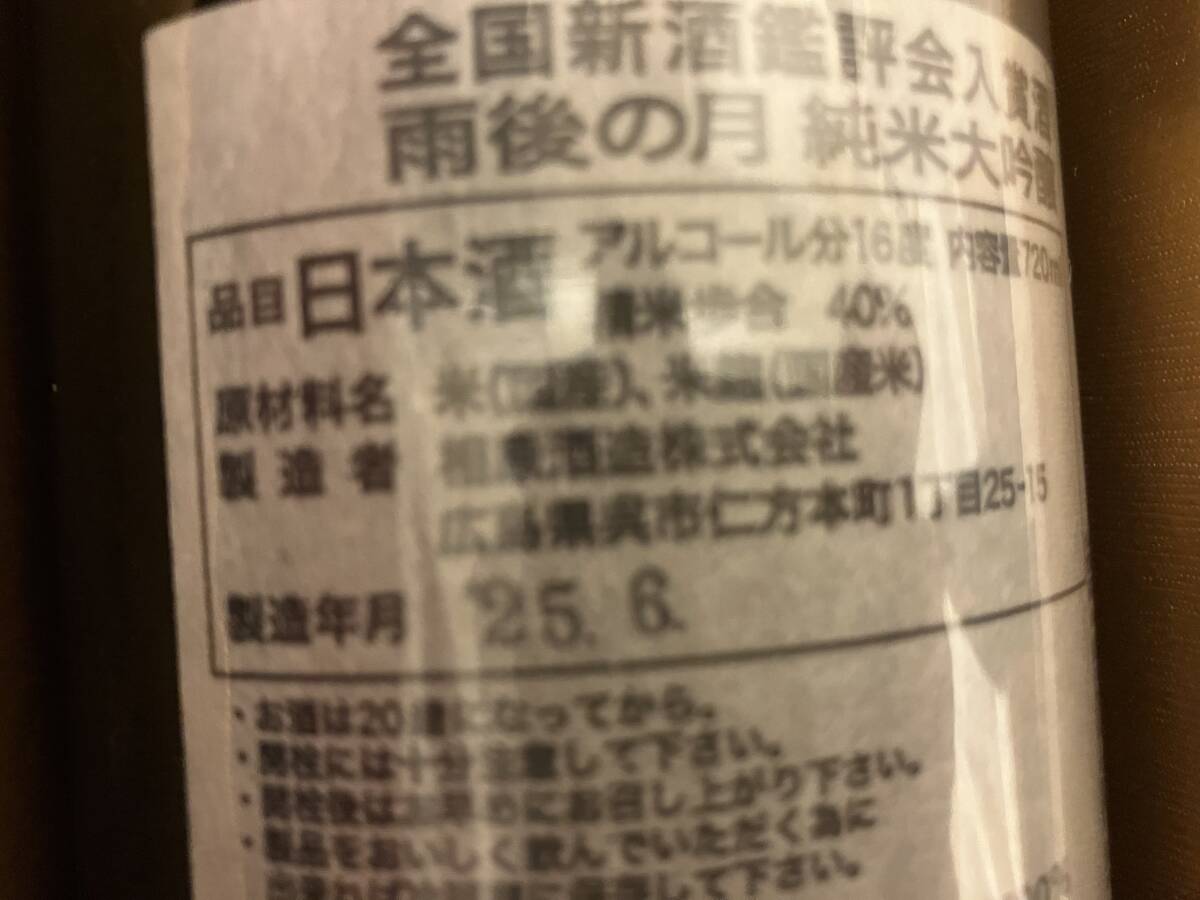 全国新酒鑑評会入賞酒
雨後の月 純米大吟醸
品目 日本酒 アルコール分16度 内容量720ml
精米歩合 40%
原材料名 米(国産)、米麹(国産米)
製造者 相原酒造株式会社
広島県呉市仁方本町1丁目25-15
製造年月 '25. 6.
・お酒は20歳になってから。
・開栓には十分注意して下さい。
・開栓後はお早めにお召し上がり下さい。
・製品をおいしく飲んでいただく為に
して下さい。